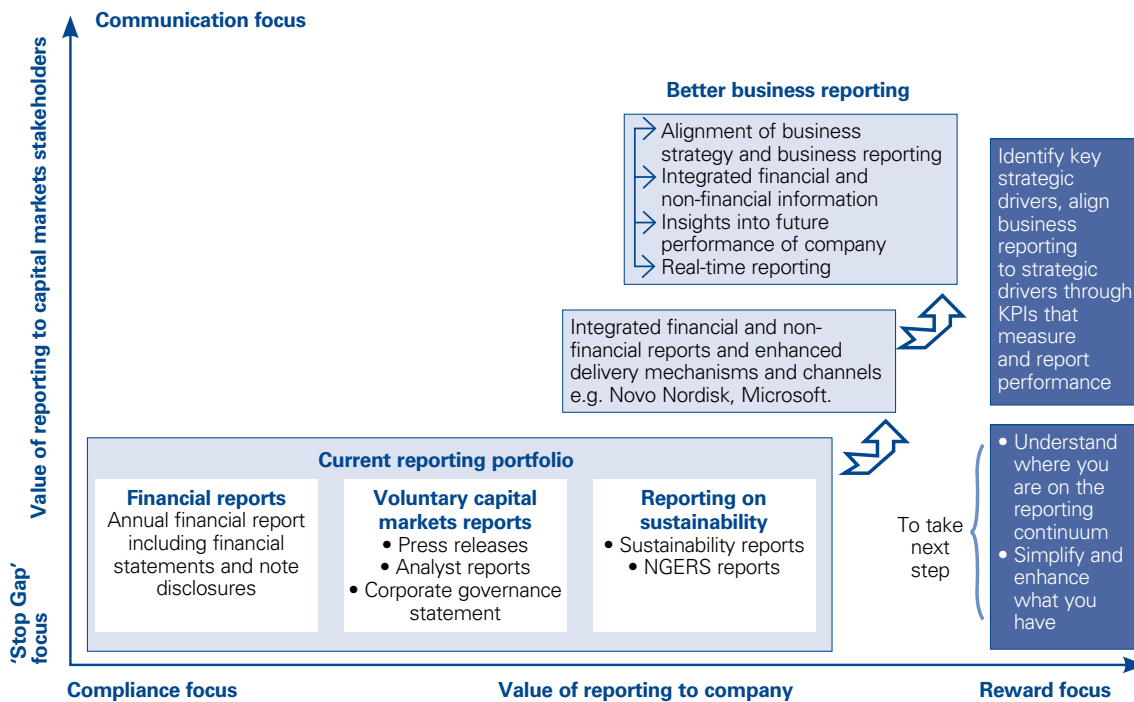 Communication focus
Value of reporting to capital markets stakeholders
'Stop Gap'
focus
Better business reporting
Alignment of business
strategy and business reporting
Integrated financial and
non-financial information
Insights into future
performance of company
Real-time reporting
Identify key
strategic
drivers, align
business
reporting
to strategic
drivers through
KPIs that
measure
and report
performance
Integrated financial and non-
financial reports and enhanced
delivery mechanisms and channels
e.g. Novo Nordisk, Microsoft.
Current reporting portfolio
Financial reports
Annual financial report
including financial
statements and note
disclosures
Voluntary capital
markets reports
• Press releases
• Analyst reports
• Corporate governance
statement
Reporting on
sustainability
• Sustainability reports
• NGERS reports
To take
next
step
• Understand
where you
are on the
reporting
continuum
• Simplify and
enhance
what you
have
Compliance focus
Value of reporting to company
Reward focus